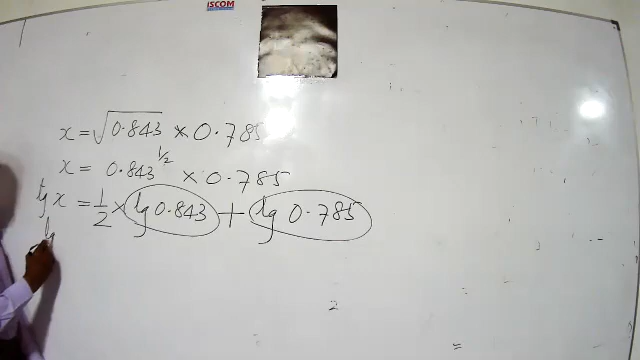 ISCOM
x = √0.843 × 0.785
x = 0.843^1/2 × 0.785
lg x = 1/2 × lg 0.843 + lg 0.785
lg